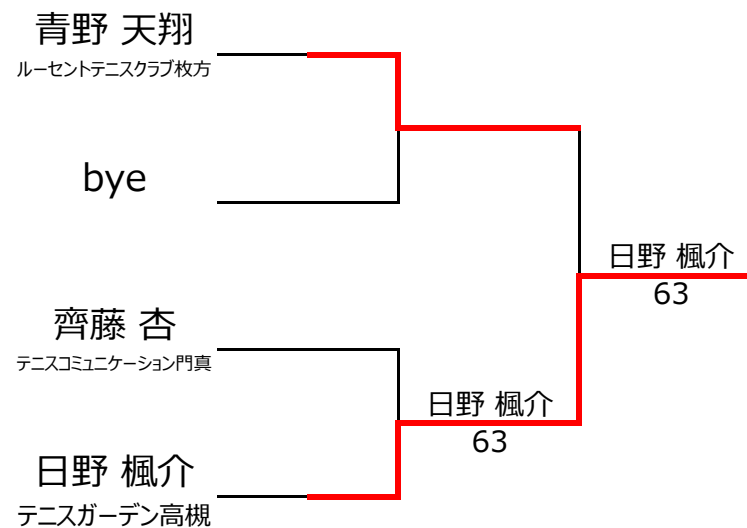 青野 天翔
ルーセントテニスクラブ枚方
bye
日野 楓介
63
齊藤 杏
テニスコミュニケーション門真
日野 楓介
63
日野 楓介
テニスガーデン高槻